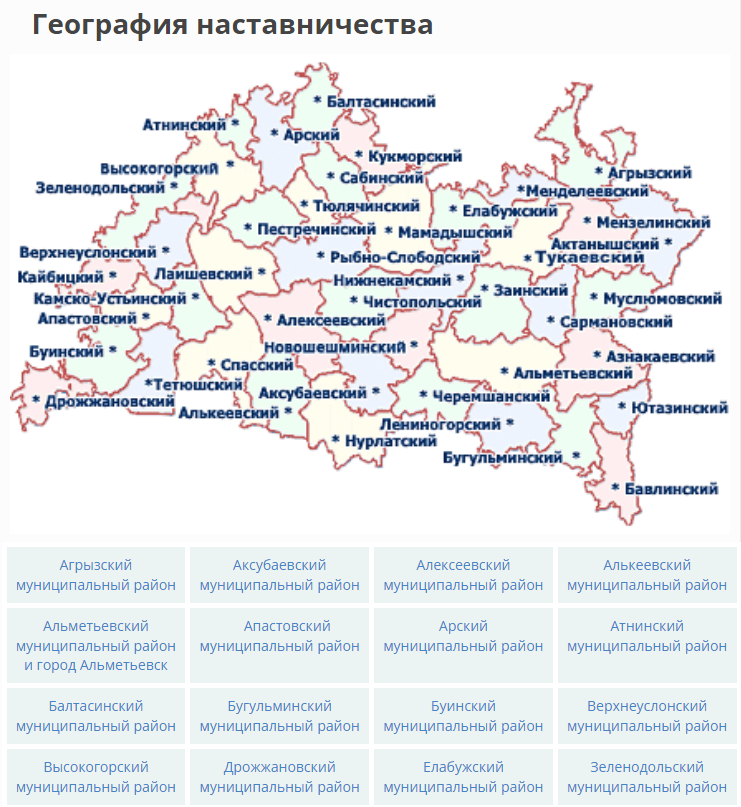 География наставничества
* Балтасинский
Атнинский *
* Арский
* Кукморский
Высокогорский *
* Сабинский
* Агрызский
Зеленодольский *
* Менделеевский
* Тюлячинский
* Елабужский
* Мензелинский
* Пестречинский
* Мамадышский
Актанышский *
Верхнеуслонский *
* Рыбно-Слободский
* Тукаевский
Кайбицкий *
Лаишевский *
Нижнекамский *
* Заинский
Камско-Устьинский *
* Чистопольский
* Муслюмовский
Апастовский *
* Алексеевский
* Сармановский
Буинский *
Новошешминский *
* Азнакаевский
* Спасский
* Альметьевский
*Тетюшский
Аксубаевский *
* Черемшанский
* Дрожжановский
* Ютазинский
Алькеевский *
Лениногорский *
* Нурлатский
Бугульминский *
* Бавлинский
Агрызский
муниципальный район
Аксубаевский
муниципальный район
Алексеевский
муниципальный район
Алькеевский
муниципальный район
Альметьевский
муниципальный район
и город Альметьевск
Апастовский
муниципальный район
Арский
муниципальный район
Атнинский
муниципальный район
Балтасинский
муниципальный район
Бугульминский
муниципальный район
Буинский
муниципальный район
Верхнеуслонский
муниципальный район
Высокогорский
муниципальный район
Дрожжановский
муниципальный район
Елабужский
муниципальный район
Зеленодольский
муниципальный район